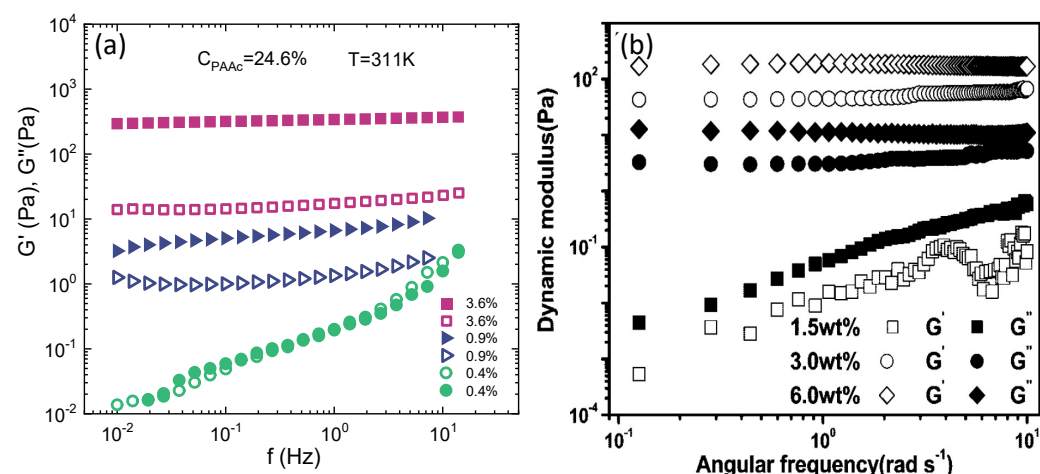 (a)
C_PAAc=24.6% T=311K
10^4
10^3
10^2
10^1
10^0
10^-1
10^-2
G' (Pa), G"(Pa)
3.6%
3.6%
0.9%
0.9%
0.4%
0.4%
10^-2 10^-1 10^0 10^1
f (Hz)
(b)
10^2
10^-1
10^-4
Dynamic modulus(Pa)
1.5wt% G' G"
3.0wt% G' G"
6.0wt% G' G"
10^-1 10^0 10^1
Angular frequency(rad s^-1)